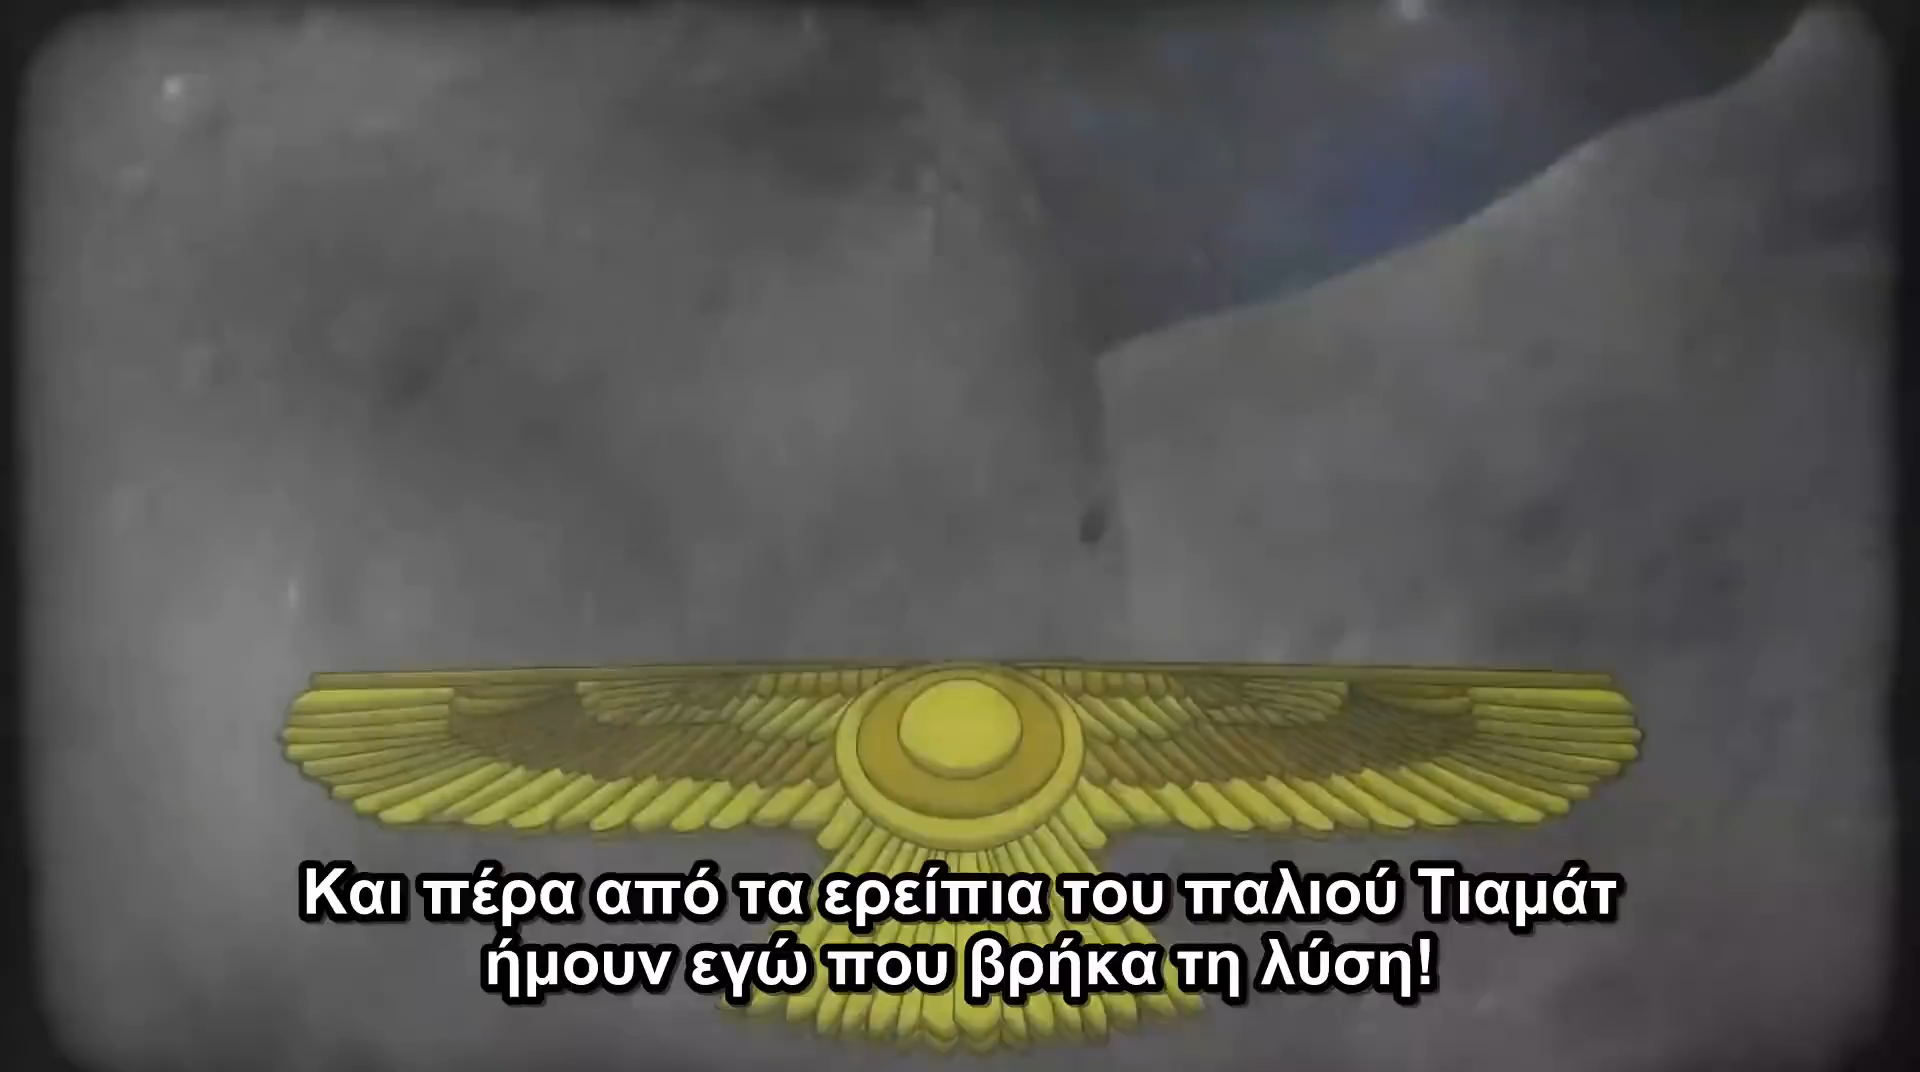 Και πέρα από τα ερείπια του παλιού Τιαμάτ
ήμουν εγώ που βρήκα τη λύση!